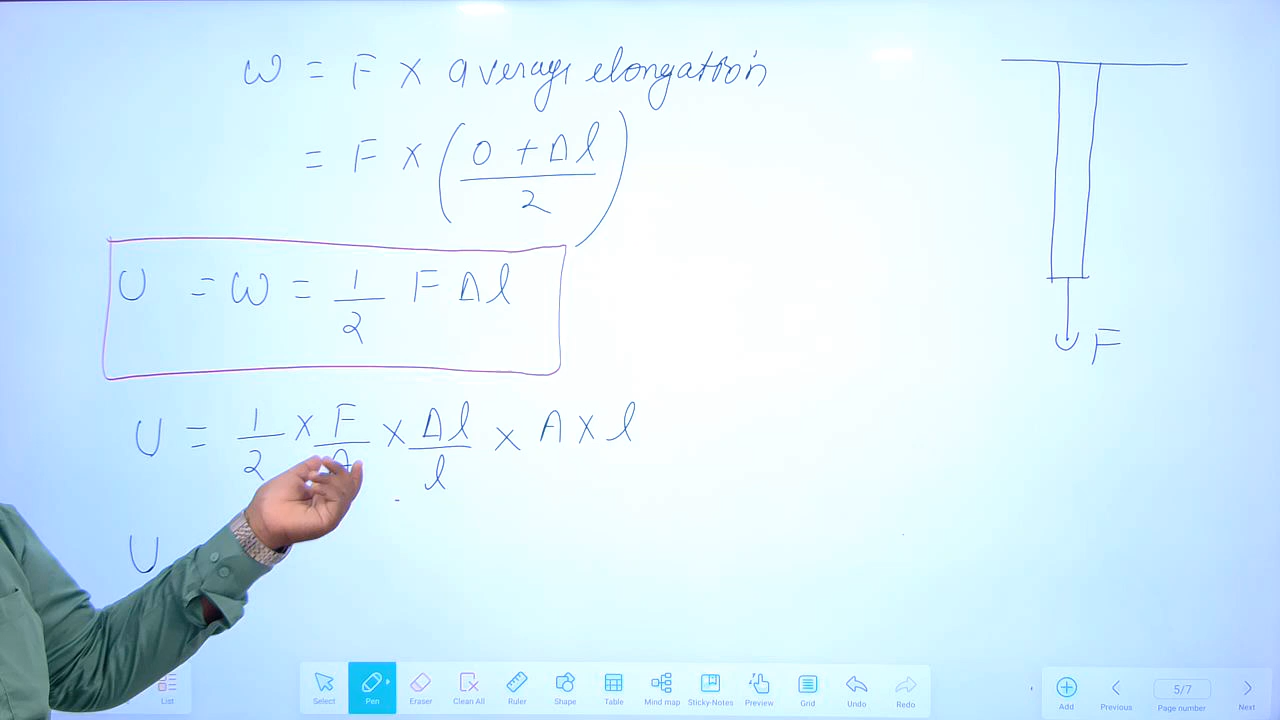 W = F × average elongation
= F × (0 + Δl / 2)
F
U = W = 1/2 F Δl
U = 1/2 × F/A × Δl/l × A × l
U
List
Select
Pen
Eraser
Clean All
Ruler
Shape
Table
Mind map
Sticky-Notes
Preview
Grid
Undo
Redo
Add
Previous
5/7
Page number
Next